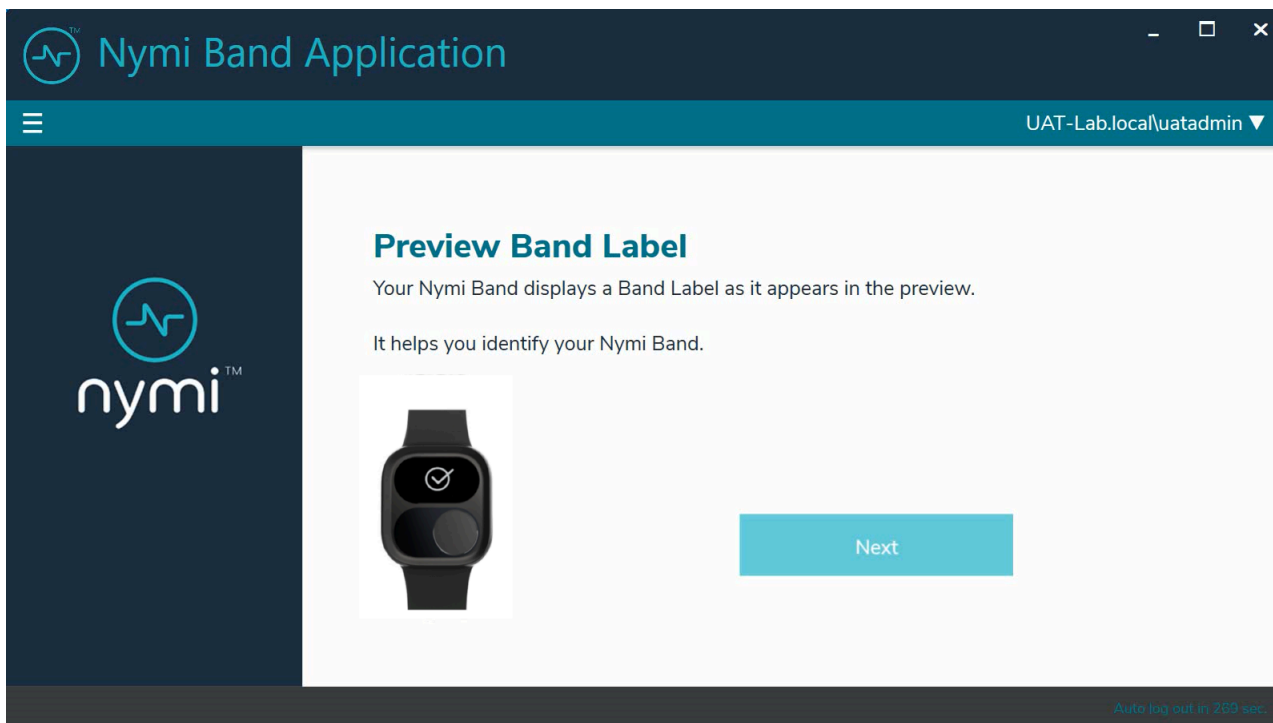 Nymi Band Application
UAT-Lab.local\uatadmin ▼
nymi™
Preview Band Label
Your Nymi Band displays a Band Label as it appears in the preview.
It helps you identify your Nymi Band.
Next
Auto log out in 269 sec.